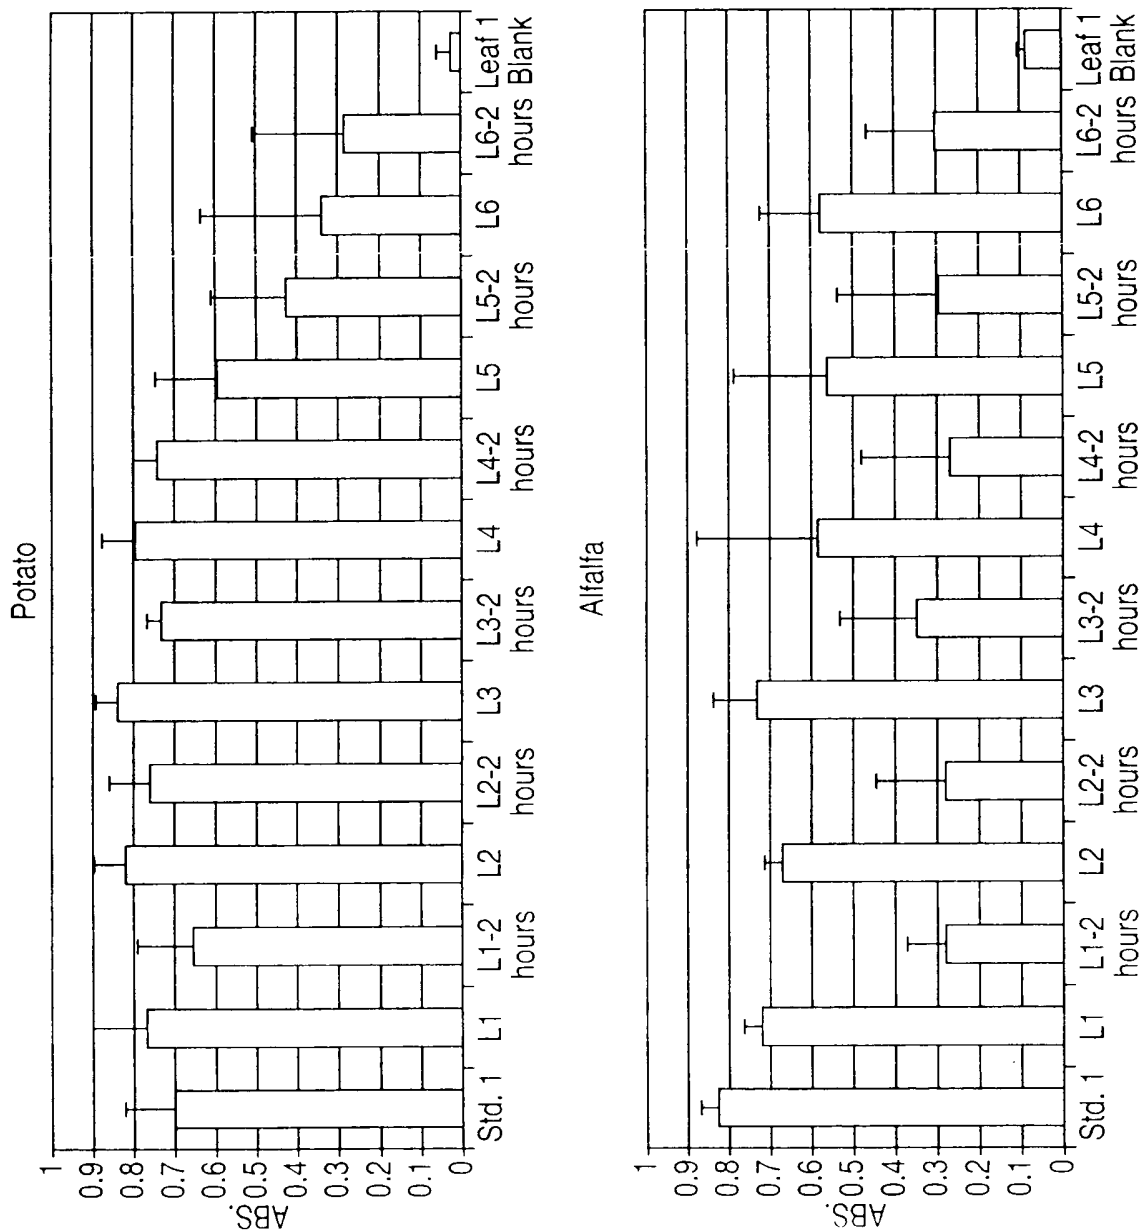 Potato
1
0.9
0.8
0.7
0.6
0.5
0.4
0.3
0.2
0.1
0
ABS.
Std. 1
L1
L1-2
hours
L2
L2-2
hours
L3
L3-2
hours
L4
L4-2
hours
L5
L5-2
hours
L6
L6-2
hours
Leaf 1
Blank
Alfalfa
1
0.9
0.8
0.7
0.6
0.5
0.4
0.3
0.2
0.1
0
ABS.
Std. 1
L1
L1-2
hours
L2
L2-2
hours
L3
L3-2
hours
L4
L4-2
hours
L5
L5-2
hours
L6
L6-2
hours
Leaf 1
Blank